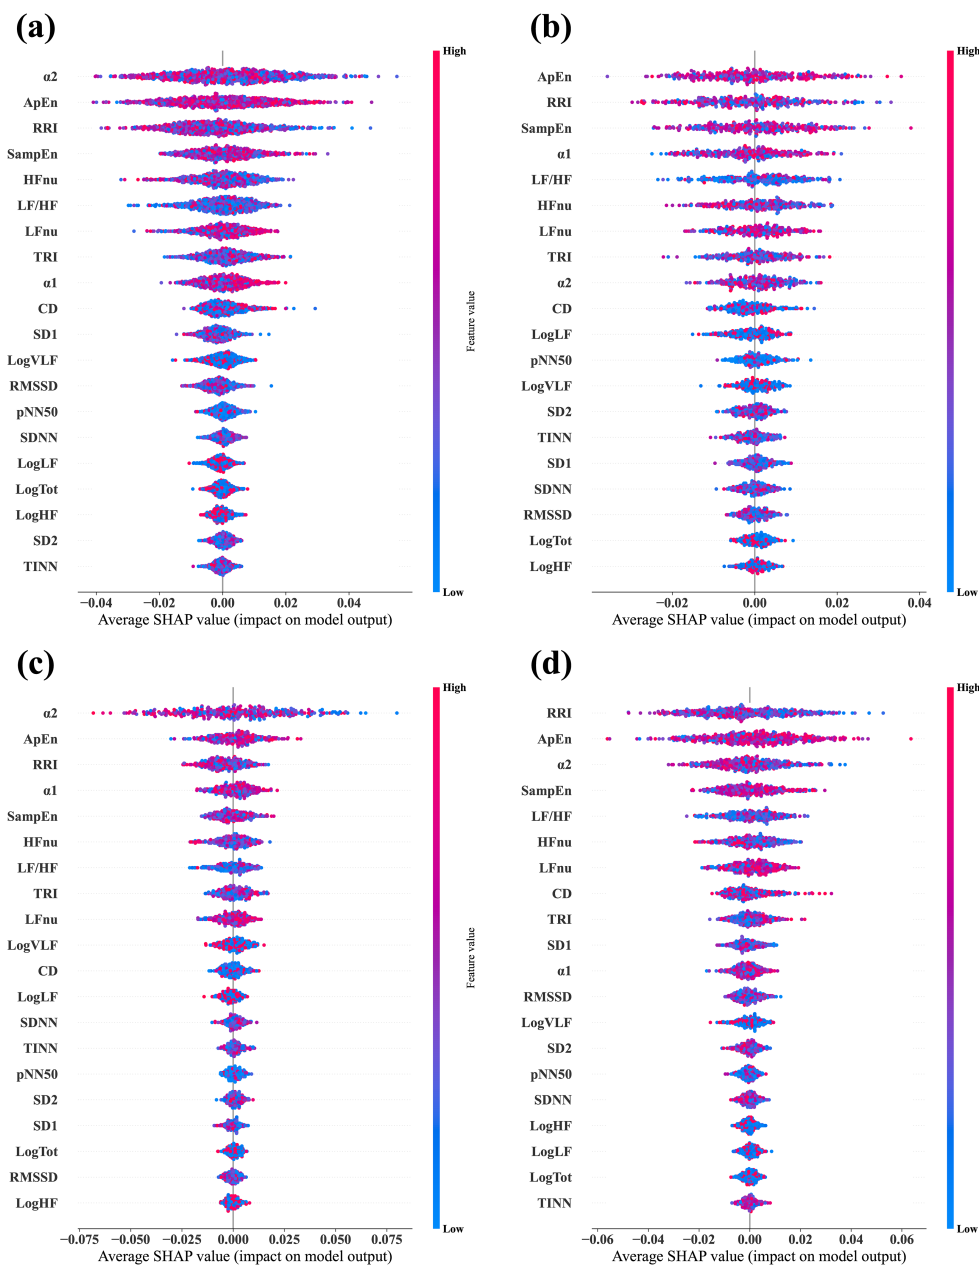 (a)
High
α2
ApEn
RRI
SampEn
HFnu
LF/HF
LFnu
TRI
α1
CD
SD1
LogVLF
RMSSD
pNN50
SDNN
LogLF
LogTot
LogHF
SD2
TINN
Feature value
Low
−0.04 −0.02 0.00 0.02 0.04
Average SHAP value (impact on model output)
(b)
High
ApEn
RRI
SampEn
α1
LF/HF
HFnu
LFnu
TRI
α2
CD
LogLF
pNN50
LogVLF
SD2
TINN
SD1
SDNN
RMSSD
LogTot
LogHF
Low
−0.02 0.00 0.02 0.04
Average SHAP value (impact on model output)
(c)
High
α2
ApEn
RRI
α1
SampEn
HFnu
LF/HF
TRI
LFnu
LogVLF
CD
LogLF
SDNN
TINN
pNN50
SD2
SD1
LogTot
RMSSD
LogHF
Feature value
Low
−0.075 −0.050 −0.025 0.000 0.025 0.050 0.075
Average SHAP value (impact on model output)
(d)
High
RRI
ApEn
α2
SampEn
LF/HF
HFnu
LFnu
CD
TRI
SD1
α1
RMSSD
LogVLF
SD2
pNN50
SDNN
LogHF
LogLF
LogTot
TINN
Low
−0.06 −0.04 −0.02 0.00 0.02 0.04 0.06
Average SHAP value (impact on model output)